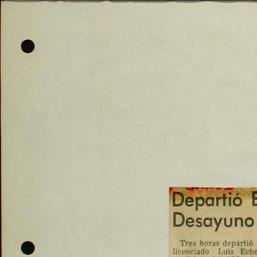 Departió E
Desayuno
Tres horas departió
licenciado Luis Eche